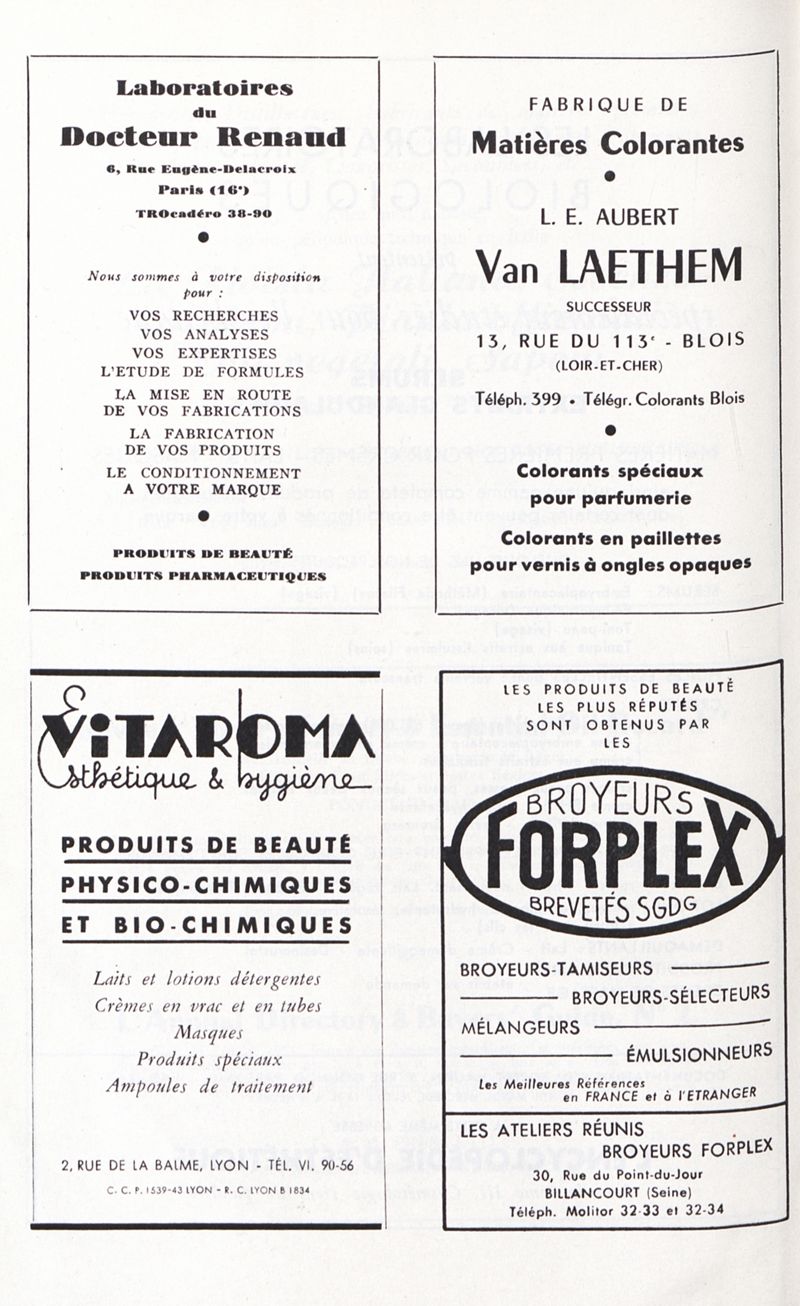 Laboratoires
du
Docteur Renaud
6, Rue Eugène-Delacroix
Paris (16e)
TROcadéro 38-90
Nous sommes à votre disposition
pour :
VOS RECHERCHES
VOS ANALYSES
VOS EXPERTISES
L'ETUDE DE FORMULES
LA MISE EN ROUTE
DE VOS FABRICATIONS
LA FABRICATION
DE VOS PRODUITS
LE CONDITIONNEMENT
A VOTRE MARQUE
PRODUITS DE BEAUTÉ
PRODUITS PHARMACEUTIQUES
FABRIQUE DE
Matières Colorantes
L. E. AUBERT
Van LAETHEM
SUCCESSEUR
13, RUE DU 113e - BLOIS
(LOIR-ET-CHER)
Téléph. 399 • Télégr. Colorants Blois
Colorants spéciaux
pour parfumerie
Colorants en paillettes
pour vernis à ongles opaques
ViTAROMA
Esthétique & hygiène
PRODUITS DE BEAUTÉ
PHYSICO-CHIMIQUES
ET BIO-CHIMIQUES
Laits et lotions détergentes
Crèmes en vrac et en tubes
Masques
Produits spéciaux
Ampoules de traitement
2, RUE DE LA BALME, LYON - TÉL. VI. 90-56
C. C. P. 1539-43 LYON - R. C. LYON B 1834
LES PRODUITS DE BEAUTÉ
LES PLUS RÉPUTÉS
SONT OBTENUS PAR
LES
BROYEURS
FORPLEX
BREVETÉS SGDG
BROYEURS-TAMISEURS
BROYEURS-SÉLECTEURS
MÉLANGEURS
ÉMULSIONNEURS
Les Meilleures Références
en FRANCE et à l'ETRANGER
LES ATELIERS RÉUNIS
BROYEURS FORPLEX
30, Rue du Point-du-Jour
BILLANCOURT (Seine)
Téléph. Molitor 32-33 et 32-34